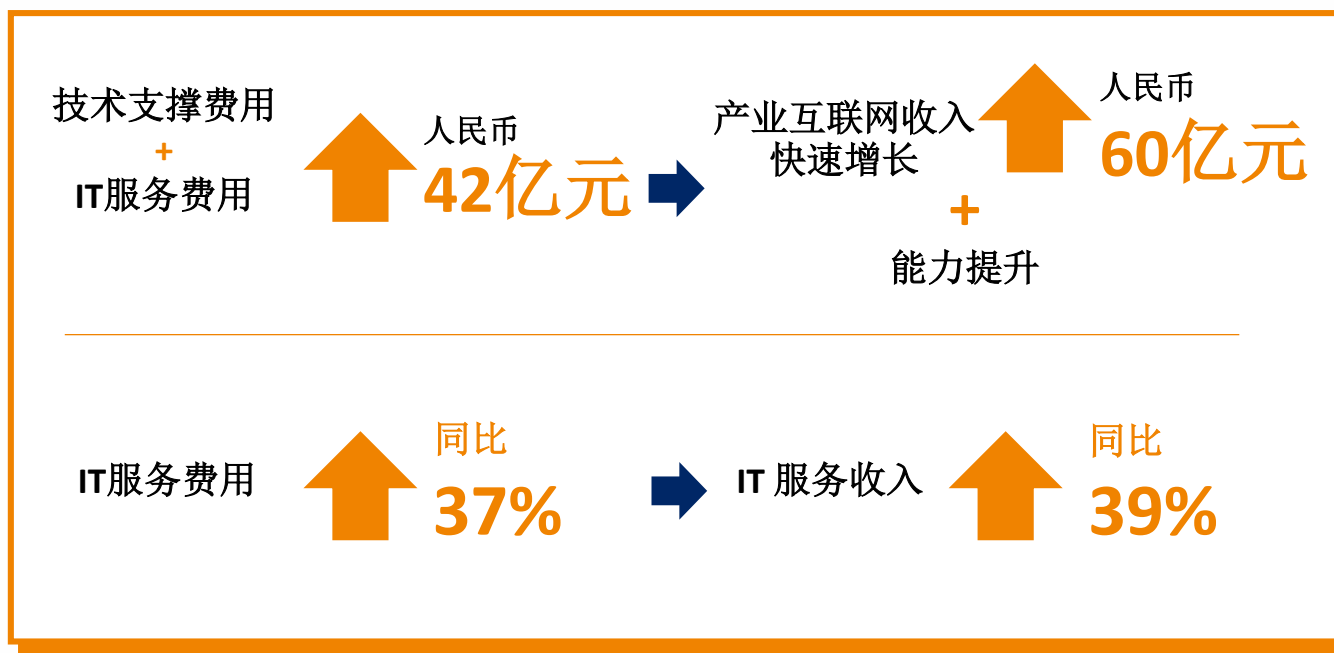 技术支撑费用
+
IT服务费用
人民币
42亿元
产业互联网收入
快速增长
人民币
60亿元
+
能力提升
IT服务费用
同比
37%
IT 服务收入
同比
39%